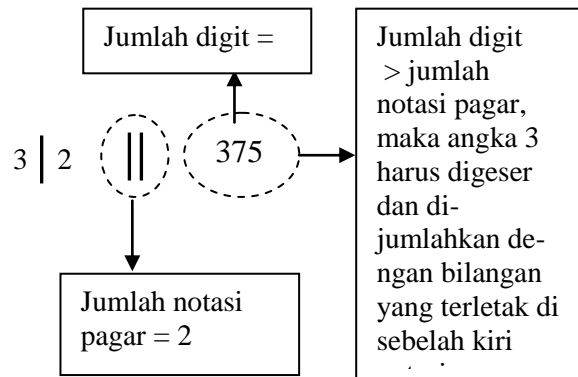 Jumlah digit =
3 | 2 || 375
Jumlah notasi
pagar = 2
Jumlah digit
> jumlah
notasi pagar,
maka angka 3
harus digeser
dan di-
jumlahkan de-
ngan bilangan
yang terletak di
sebelah kiri